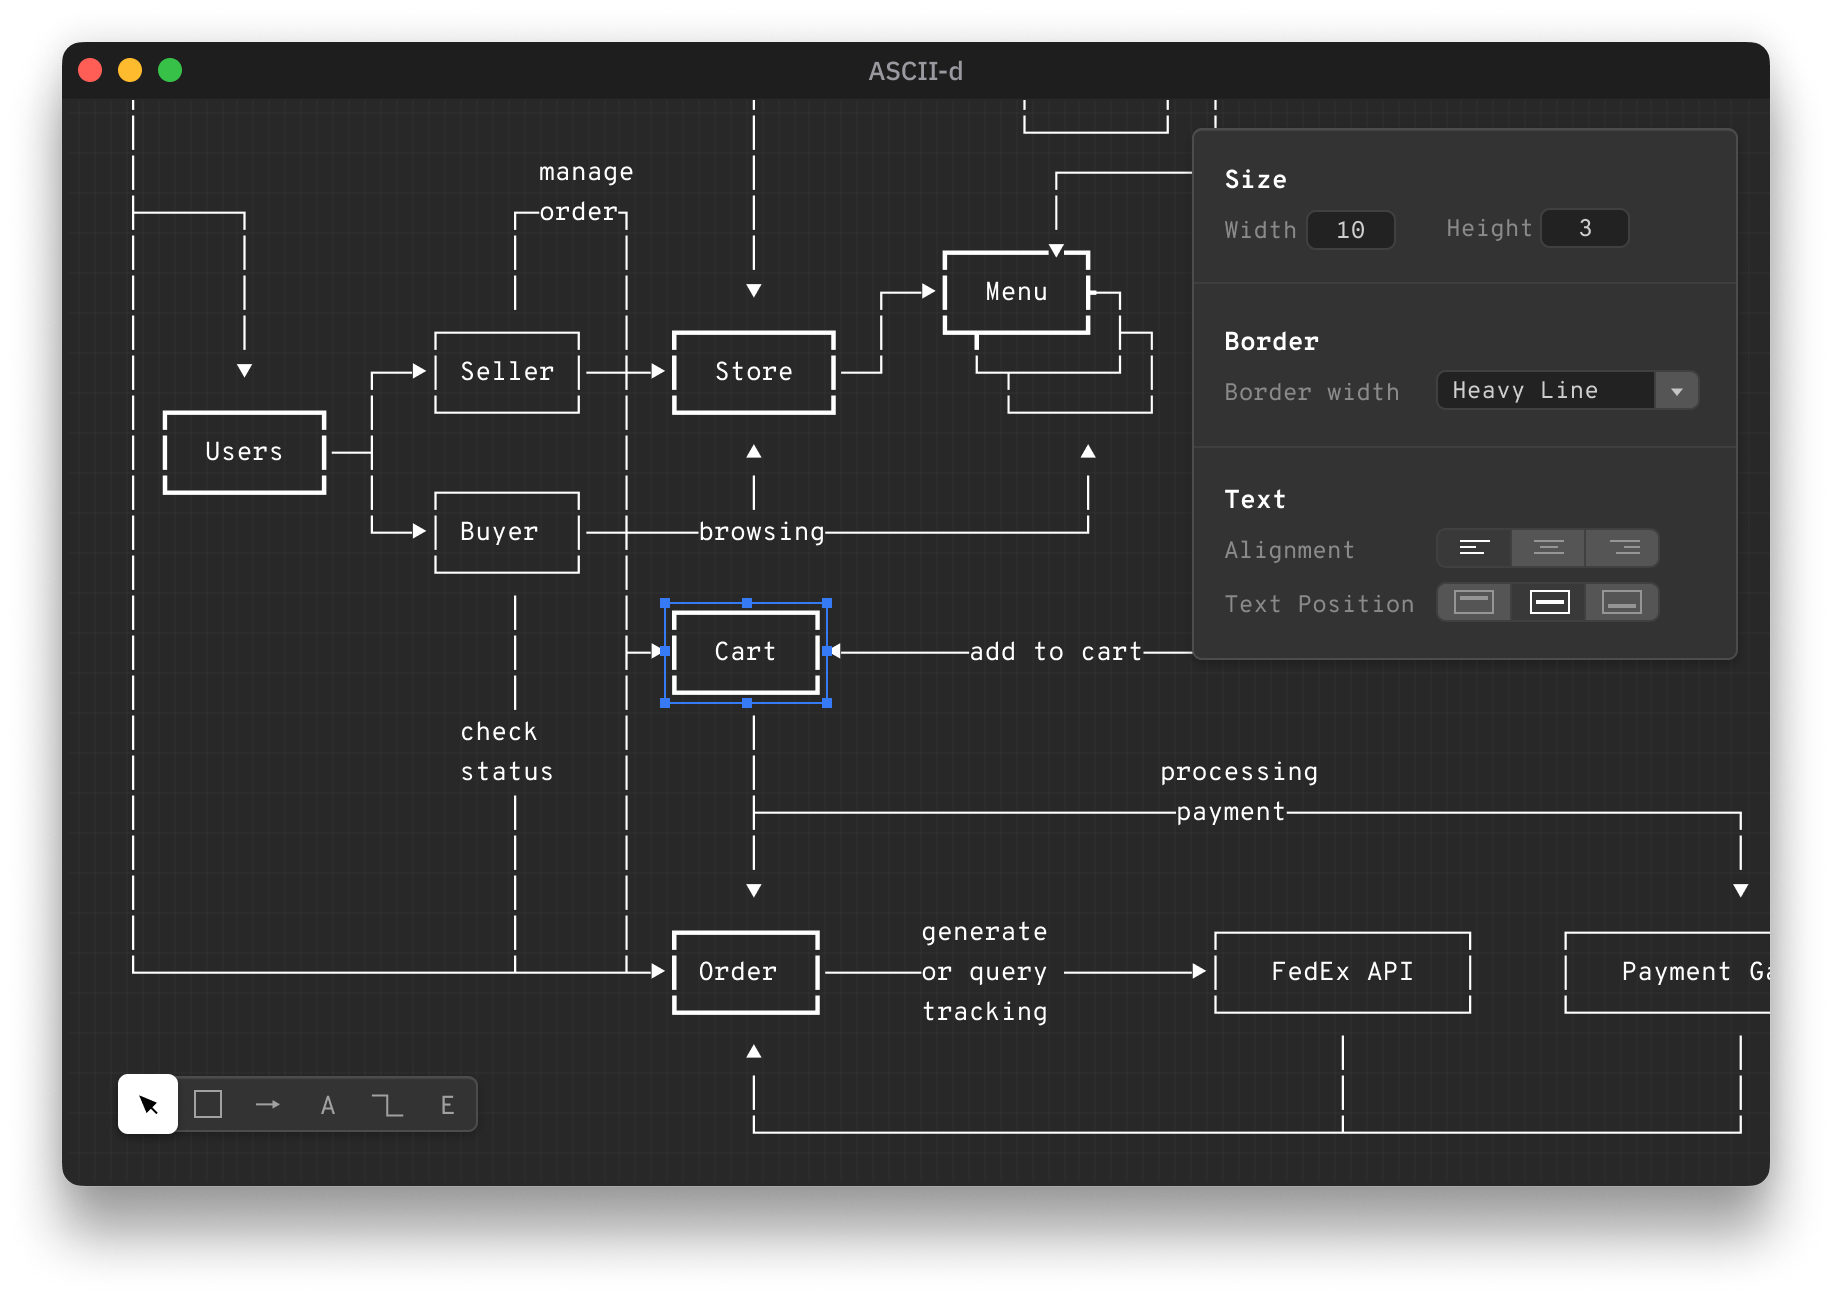 ASCII-d
manage
order
Size
Width 10 Height 3
Menu
Border
Border width Heavy Line
Seller
Store
Users
Text
Buyer
browsing
Alignment
Text Position
Cart
add to cart
check
status
processing
payment
generate
Order
or query
FedEx API
Payment Ga
tracking
A
E